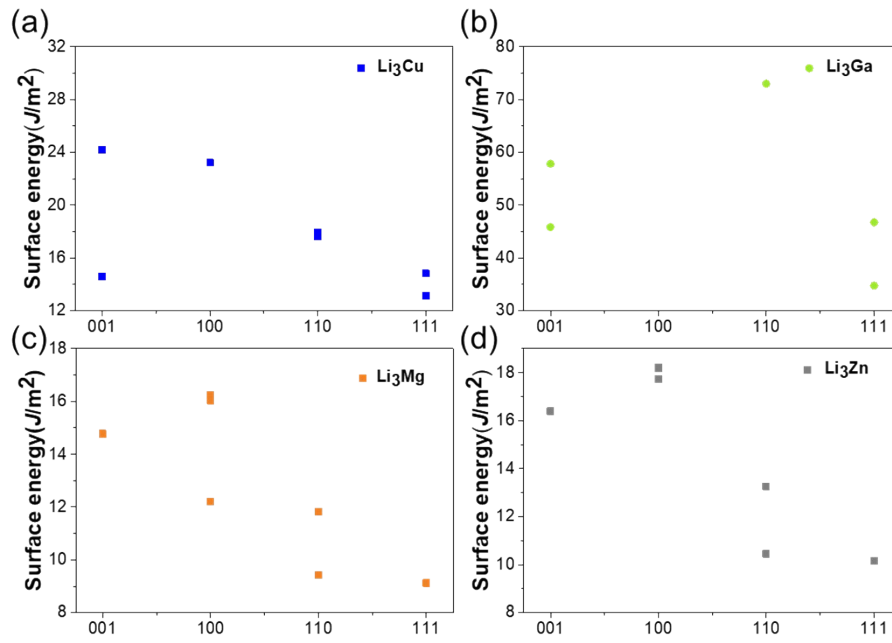 (a)
Surface energy(J/m²)
32
28
24
20
16
12
Li₃Cu
001 100 110 111
(b)
Surface energy(J/m²)
80
70
60
50
40
30
Li₃Ga
001 100 110 111
(c)
Surface energy(J/m²)
18
16
14
12
10
8
Li₃Mg
001 100 110 111
(d)
Surface energy(J/m²)
18
16
14
12
10
8
Li₃Zn
001 100 110 111